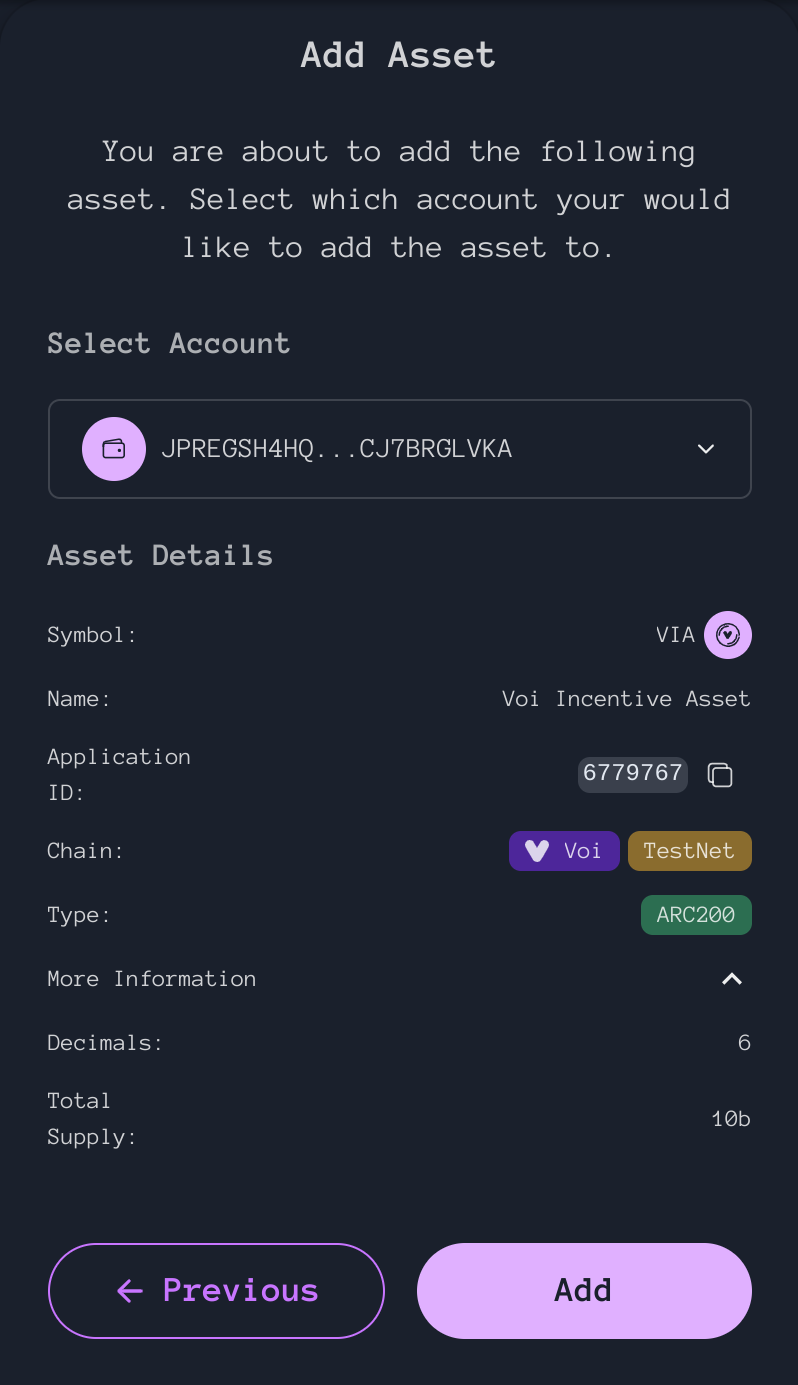 Add Asset
You are about to add the following
asset. Select which account your would
like to add the asset to.
Select Account
JPREGSH4HQ...CJ7BRGLVKA
Asset Details
Symbol: VIA
Name: Voi Incentive Asset
Application
ID: 6779767
Chain: Voi TestNet
Type: ARC200
More Information
Decimals: 6
Total
Supply: 10b
Previous Add